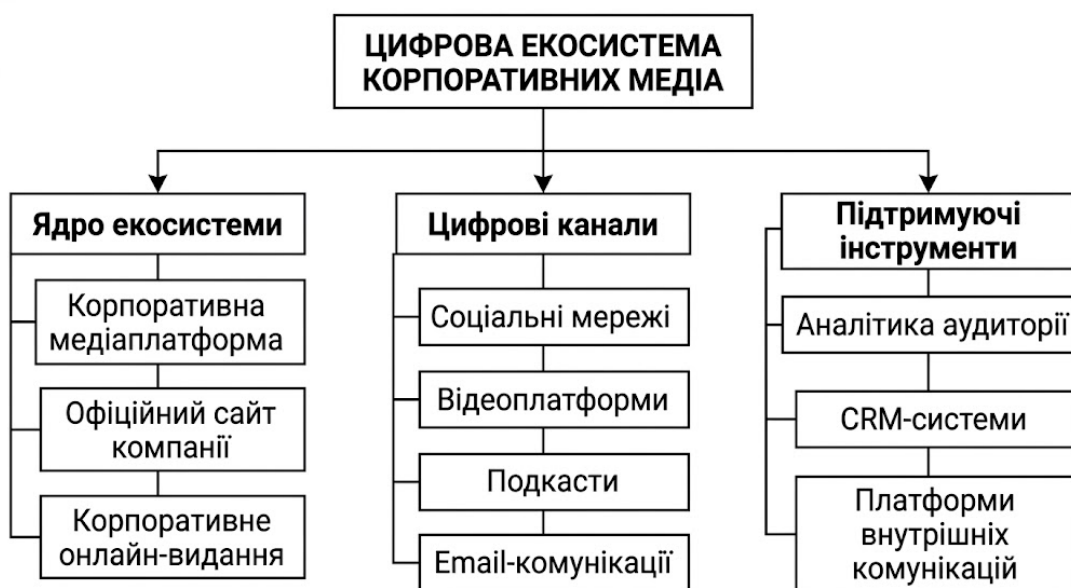 ЦИФРОВА ЕКОСИСТЕМА
КОРПОРАТИВНИХ МЕДІА
Ядро екосистеми
Корпоративна
медіаплатформа
Офіційний сайт
компанії
Корпоративне
онлайн-видання
Цифрові канали
Соціальні мережі
Відеоплатформи
Подкасти
Email-комунікації
Підтримуючі
інструменти
Аналітика аудиторії
CRM-системи
Платформи
внутрішніх
комунікацій